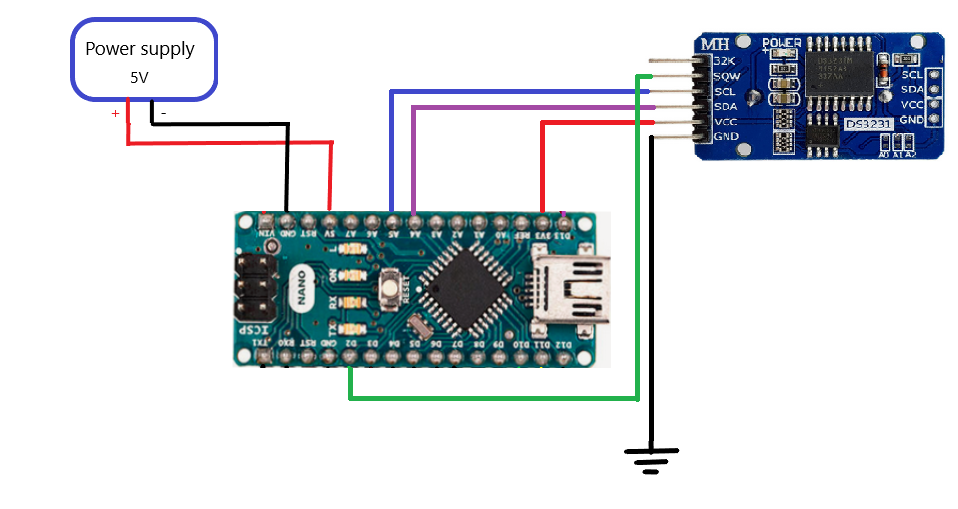 Power supply
5V
+
-
MH
POWER
+
32K
SQW
SCL
SDA
VCC
GND
SCL
SDA
VCC
GND
DS3231
A0 A1 A2
VIN GND RST 5V A7 A6 A5 A4 A3 A2 A1 A0 REF 3V3 D13
L
ON
RX
TX
NANO
RESET
ICSP
TX1 RX0 RST GND D2 D3 D4 D5 D6 D7 D8 D9 D10 D11 D12